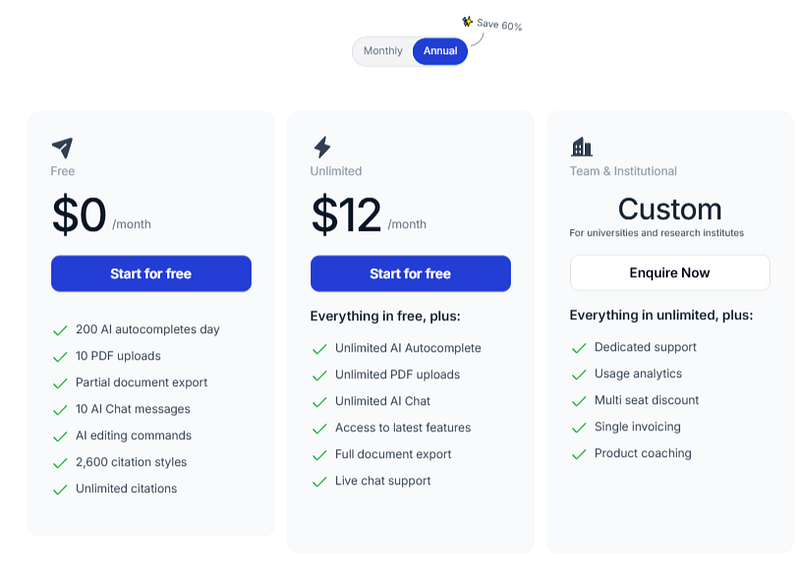 Save 60%
Monthly Annual
Free
$0 /month
Start for free
200 AI autocompletes day
10 PDF uploads
Partial document export
10 AI Chat messages
AI editing commands
2,600 citation styles
Unlimited citations
Unlimited
$12 /month
Start for free
Everything in free, plus:
Unlimited AI Autocomplete
Unlimited PDF uploads
Unlimited AI Chat
Access to latest features
Full document export
Live chat support
Team & Institutional
Custom
For universities and research institutes
Enquire Now
Everything in unlimited, plus:
Dedicated support
Usage analytics
Multi seat discount
Single invoicing
Product coaching